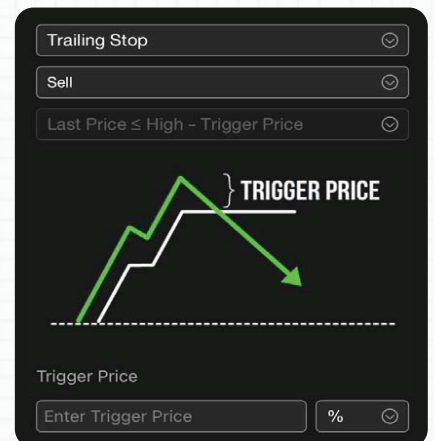 Trailing Stop
Sell
Last Price ≤ High – Trigger Price
TRIGGER PRICE
Trigger Price
Enter Trigger Price
%